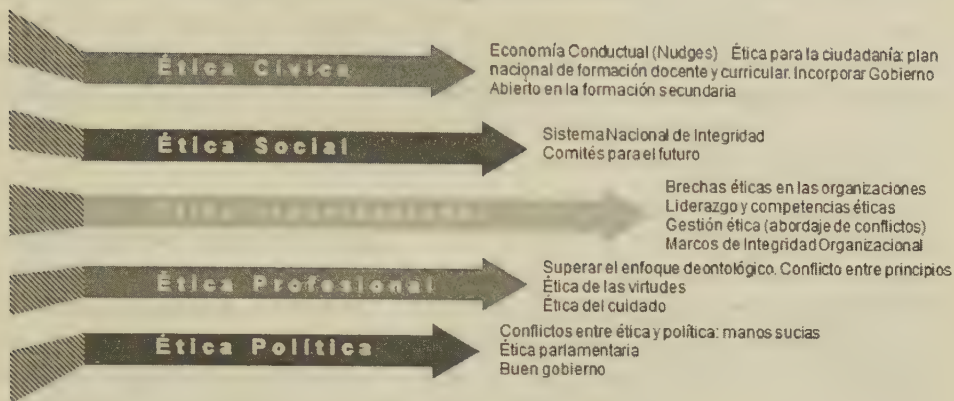 Ética Cívica
Economía Conductual (Nudges) Ética para la ciudadanía: plan
nacional de formación docente y curricular. Incorporar Gobierno
Abierto en la formación secundaria
Ética Social
Sistema Nacional de Integridad
Comités para el futuro
Brechas éticas en las organizaciones
Liderazgo y competencias éticas
Gestión ética (abordaje de conflictos)
Marcos de Integridad Organizacional
Ética Profesional
Superar el enfoque deontológico. Conflicto entre principios
Ética de las virtudes
Ética del cuidado
Ética Política
Conflictos entre ética y política: manos sucias
Ética parlamentaria
Buen gobierno